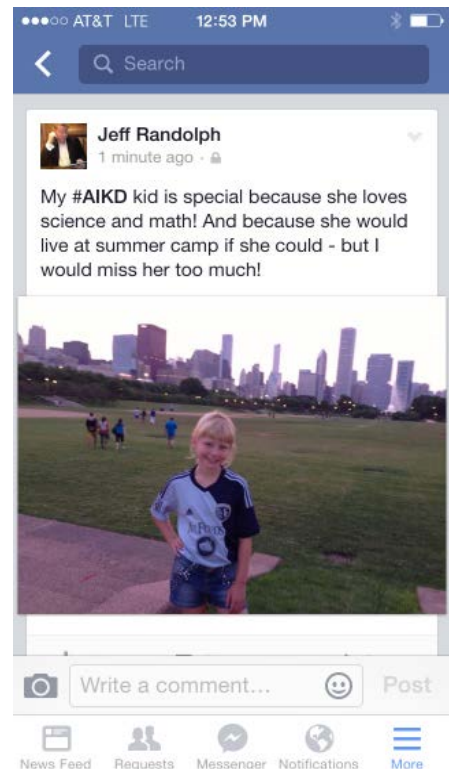 AT&T LTE 12:53 PM
Search
Jeff Randolph
1 minute ago ·
My #AIKD kid is special because she loves
science and math! And because she would
live at summer camp if she could - but I
would miss her too much!
Write a comment... Post
News Feed Requests Messenger Notifications More